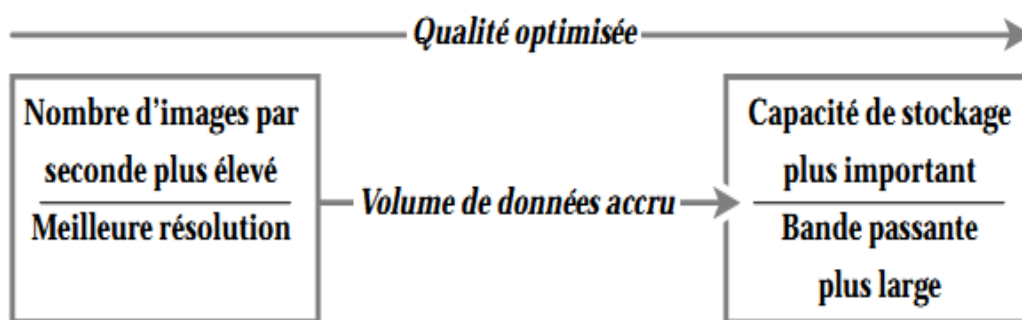 Qualité optimisée
Nombre d'images par
seconde plus élevé
Meilleure résolution
Volume de données accru
Capacité de stockage
plus important
Bande passante
plus large